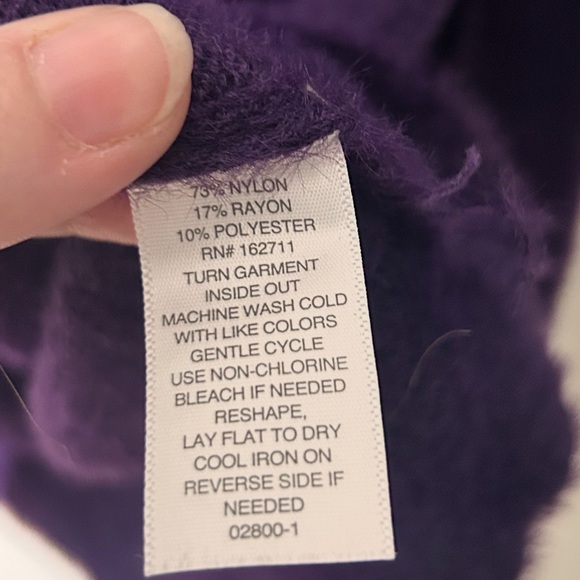 73% NYLON
17% RAYON
10% POLYESTER
RN# 162711
TURN GARMENT
INSIDE OUT
MACHINE WASH COLD
WITH LIKE COLORS
GENTLE CYCLE
USE NON-CHLORINE
BLEACH IF NEEDED
RESHAPE,
LAY FLAT TO DRY
COOL IRON ON
REVERSE SIDE IF
NEEDED
02800-1